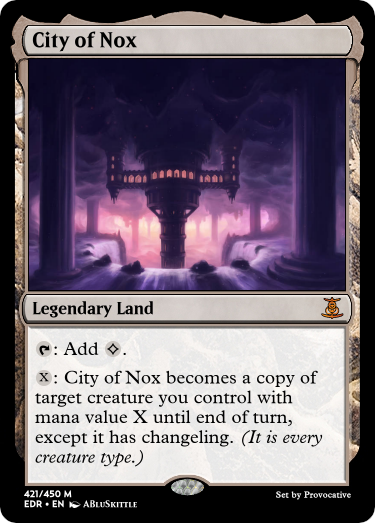 City of Nox
Legendary Land
: Add .
X: City of Nox becomes a copy of
target creature you control with
mana value X until end of turn,
except it has changeling. (It is every
creature type.)
421/450 M
Set by Provocative
EDR • EN ABluSkittle